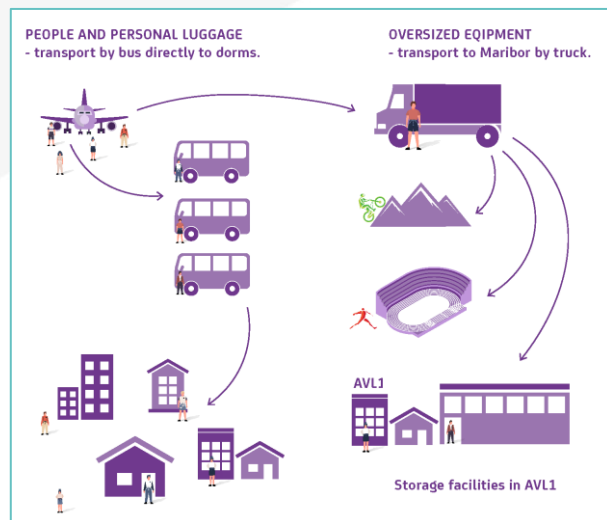 PEOPLE AND PERSONAL LUGGAGE
- transport by bus directly to dorms.
OVERSIZED EQIPMENT
- transport to Maribor by truck.
AVL1
Storage facilities in AVL1